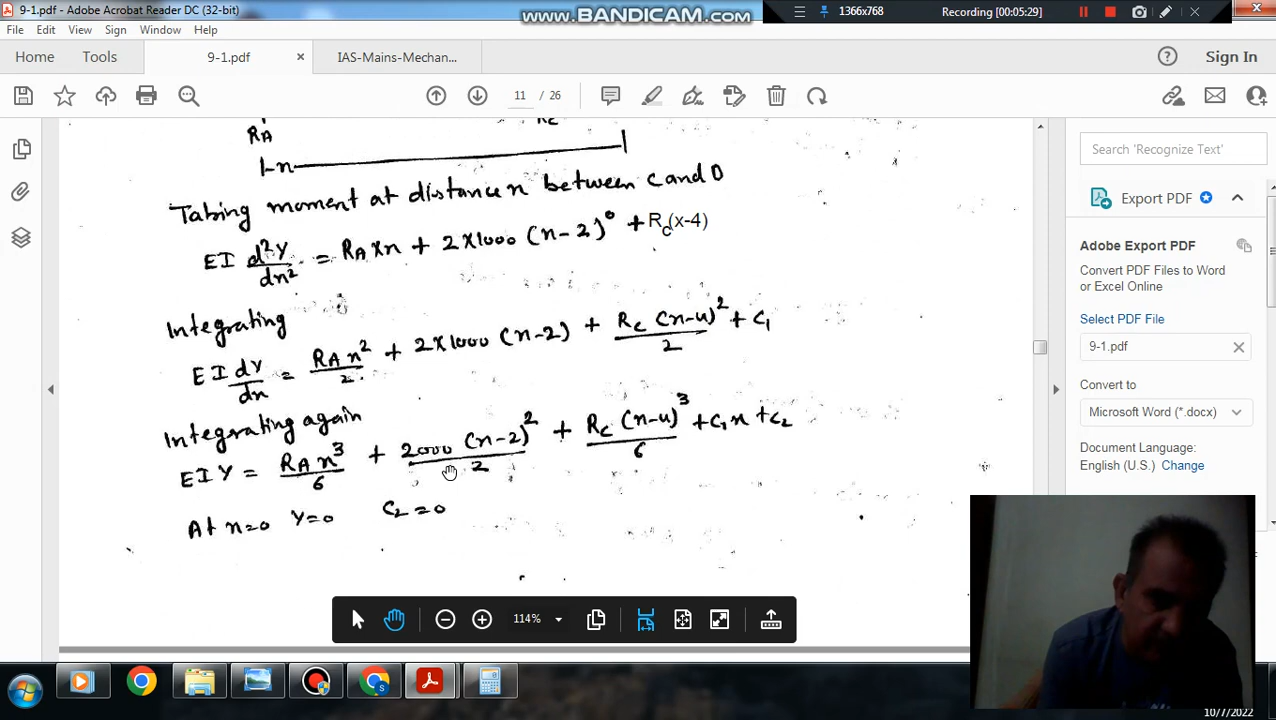 9-1.pdf - Adobe Acrobat Reader DC (32-bit)
www.BANDICAM.com
1366x768
Recording [00:05:29]
File Edit View Sign Window Help
Home Tools 9-1.pdf × IAS-Mains-Mechan... Sign In
11 / 26
RA RC
x
Taking moment at distance x between C and D
EI d²Y/dx² = RA × x + 2×1000 (x-2)⁰ + Rc(x-4)
Integrating
EI dY/dx = RA x²/2 + 2×1000 (x-2) + Rc (x-4)²/2 + C₁
Integrating again
EI Y = RA x³/6 + 2000 (x-2)²/2 + Rc (x-4)³/6 + C₁x + C₂
At x=0 Y=0 C₂ = 0
114%
Search 'Recognize Text'
Export PDF
Adobe Export PDF
Convert PDF Files to Word
or Excel Online
Select PDF File
9-1.pdf ×
Convert to
Microsoft Word (*.docx)
Document Language:
English (U.S.) Change
10/7/2022